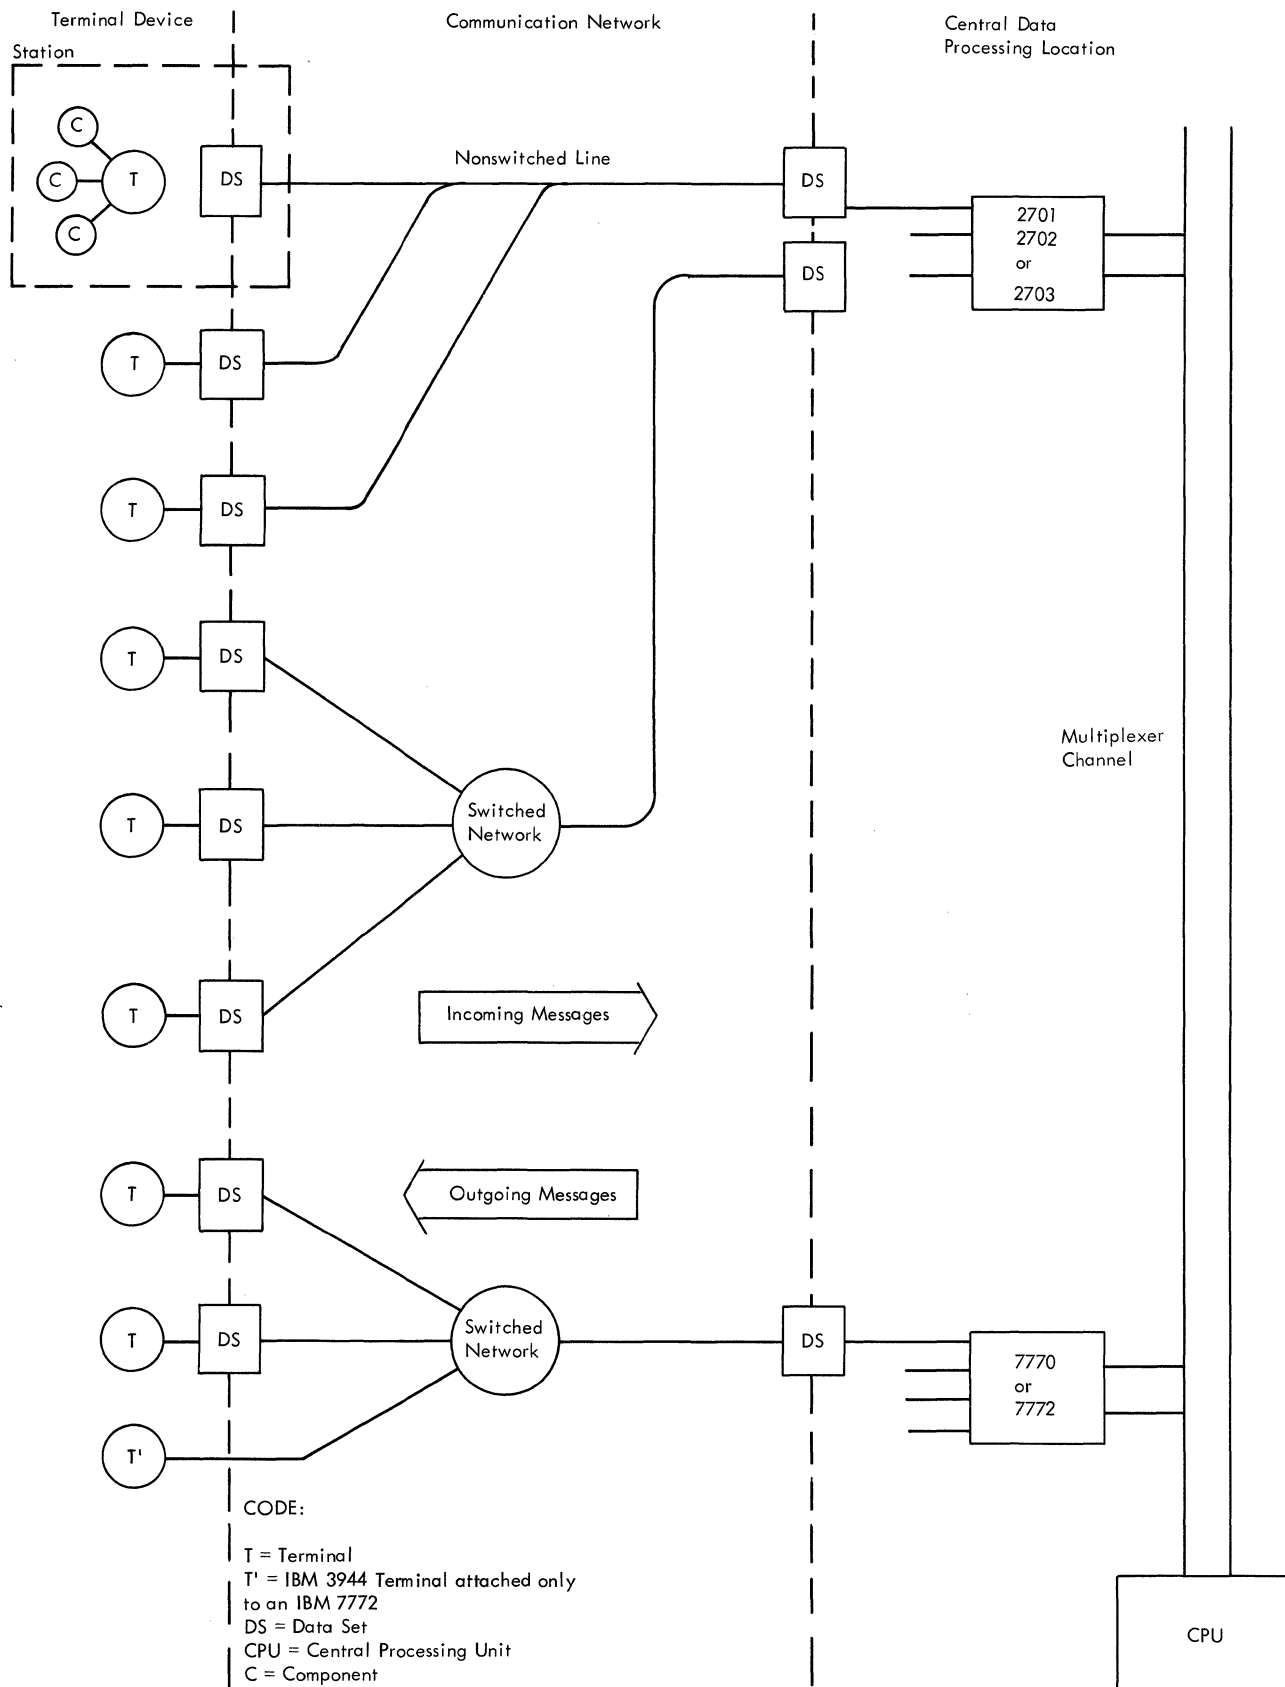 Terminal Device
Communication Network
Central Data
Processing Location
Station
C
C
T
C
DS
Nonswitched Line
DS
2701
2702
or
2703
DS
T
DS
T
DS
T
DS
Multiplexer
Channel
T
DS
Switched
Network
T
DS
Incoming Messages
T
DS
Outgoing Messages
T
DS
Switched
Network
DS
7770
or
7772
T'
CODE:
T = Terminal
T' = IBM 3944 Terminal attached only
to an IBM 7772
DS = Data Set
CPU = Central Processing Unit
C = Component
CPU